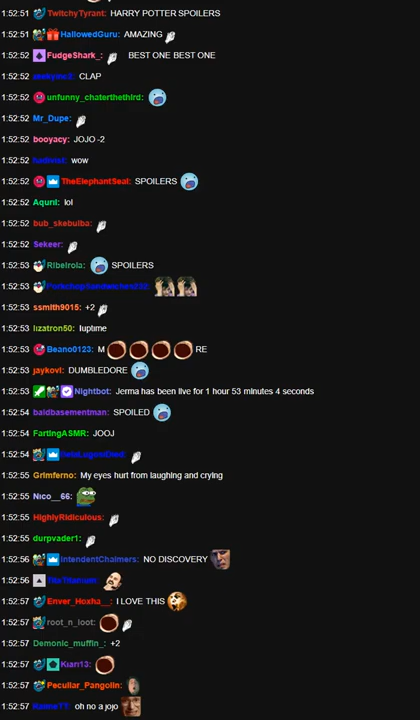 1:52:51 TwitchyTyrant: HARRY POTTER SPOILERS
1:52:51 HallowedGuru: AMAZING
1:52:52 FudgeShark_: BEST ONE BEST ONE
1:52:52 CLAP
1:52:52 unfunny_chaterthethird:
1:52:52 Mr_Dupe:
1:52:52 booyacy: JOJO -2
1:52:52 wow
1:52:52 TheElephantSeal: SPOILERS
1:52:52 Aquril: lol
1:52:52 bub_skebulba:
1:52:52 Sekeer:
1:52:53 Ribelrola: SPOILERS
1:52:53
1:52:53 ssmith9015: +2
1:52:53 lizatron50: !uptime
1:52:53 Beano0123: M RE
1:52:53 jaykovi: DUMBLEDORE
1:52:53 Nightbot: Jerma has been live for 1 hour 53 minutes 4 seconds
1:52:54 baldbasementman: SPOILED
1:52:54 FartingASMR: JOOJ
1:52:54
1:52:55 Grimferno: My eyes hurt from laughing and crying
1:52:55 Nico__66:
1:52:55 HighlyRidiculous:
1:52:55 durpvader1:
1:52:56 IntendentChalmers: NO DISCOVERY
1:52:56
1:52:57 Enver_Hoxha__: I LOVE THIS
1:52:57 root_n_loot:
1:52:57 Demonic_muffin_: +2
1:52:57 Kiari13:
1:52:57 Peculiar_Pangolin:
1:52:57 oh no a jojo